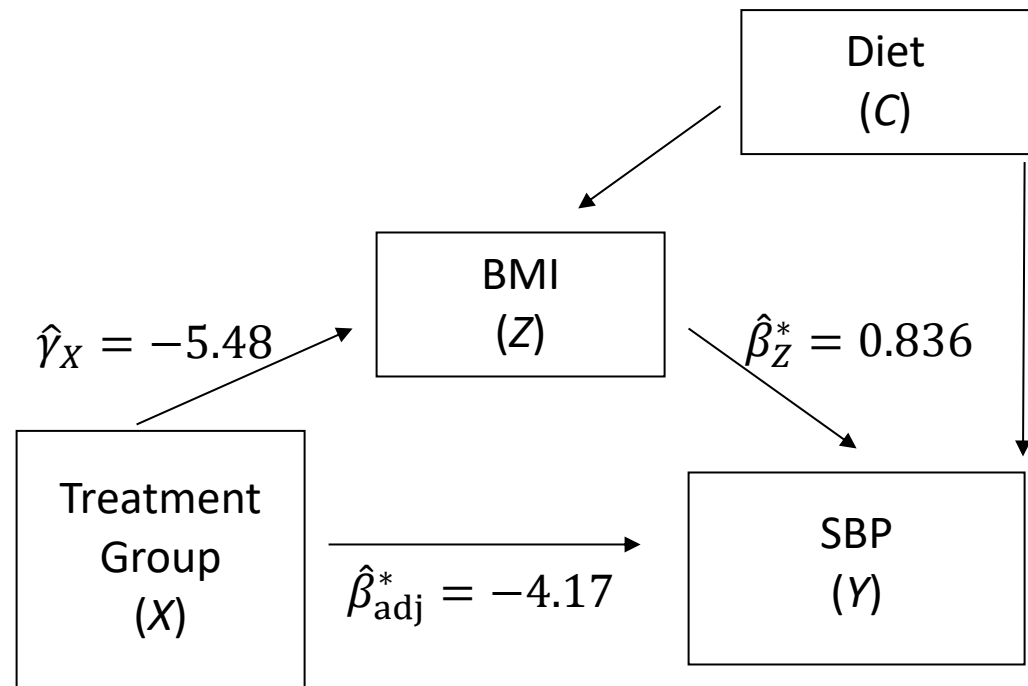 Diet
(C)
BMI
(Z)
γ̂_X = −5.48
β̂*_Z = 0.836
Treatment
Group
(X)
β̂*_adj = −4.17
SBP
(Y)